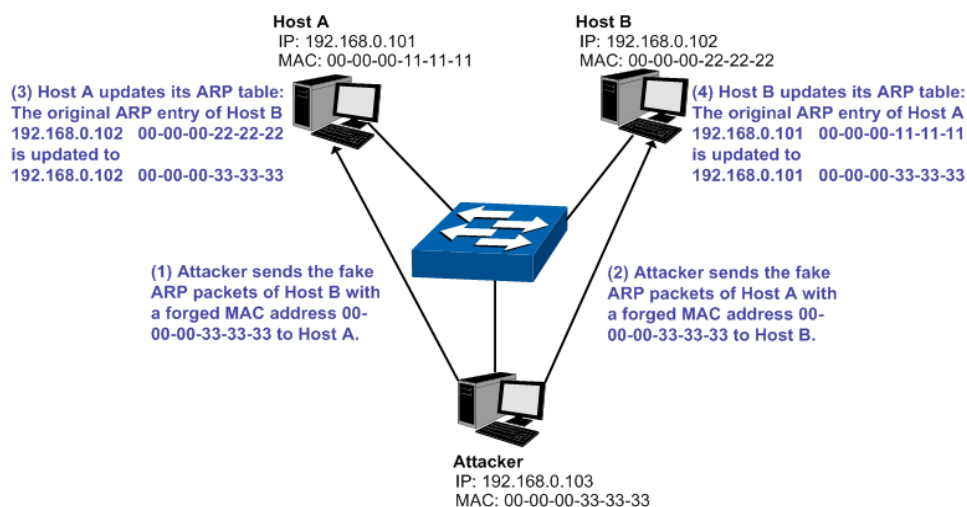 Host A
IP: 192.168.0.101
MAC: 00-00-00-11-11-11
Host B
IP: 192.168.0.102
MAC: 00-00-00-22-22-22
(3) Host A updates its ARP table:
The original ARP entry of Host B
192.168.0.102 00-00-00-22-22-22
is updated to
192.168.0.102 00-00-00-33-33-33
(4) Host B updates its ARP table:
The original ARP entry of Host A
192.168.0.101 00-00-00-11-11-11
is updated to
192.168.0.101 00-00-00-33-33-33
(1) Attacker sends the fake
ARP packets of Host B with
a forged MAC address 00-
00-00-33-33-33 to Host A.
(2) Attacker sends the fake
ARP packets of Host A with
a forged MAC address 00-
00-00-33-33-33 to Host B.
Attacker
IP: 192.168.0.103
MAC: 00-00-00-33-33-33